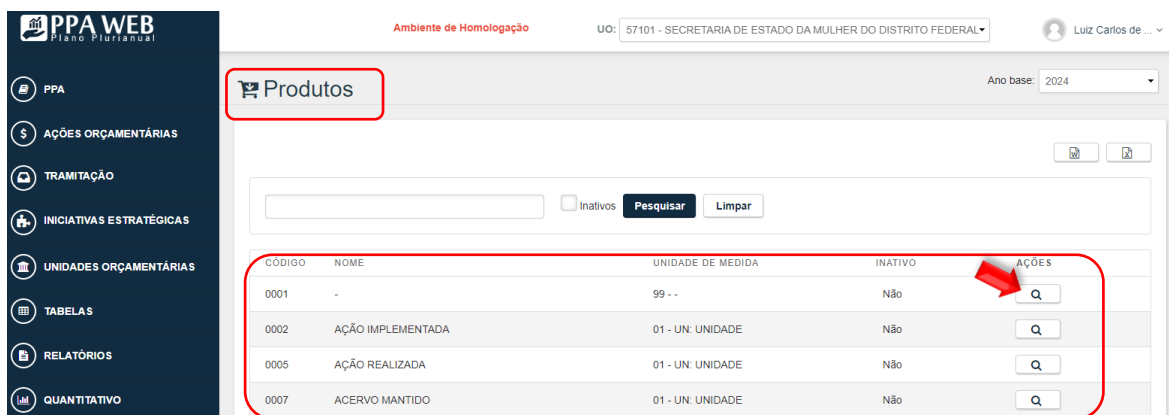 PPA WEB
Plano Plurianual
Ambiente de Homologação
UO: 57101 - SECRETARIA DE ESTADO DA MULHER DO DISTRITO FEDERAL
Luiz Carlos de ...
PPA
AÇÕES ORÇAMENTÁRIAS
TRAMITAÇÃO
INICIATIVAS ESTRATÉGICAS
UNIDADES ORÇAMENTÁRIAS
TABELAS
RELATÓRIOS
QUANTITATIVO
Produtos
Ano base: 2024
Inativos Pesquisar Limpar
CÓDIGO NOME UNIDADE DE MEDIDA INATIVO AÇÕES
0001 - 99 - - Não
0002 AÇÃO IMPLEMENTADA 01 - UN: UNIDADE Não
0005 AÇÃO REALIZADA 01 - UN: UNIDADE Não
0007 ACERVO MANTIDO 01 - UN: UNIDADE Não